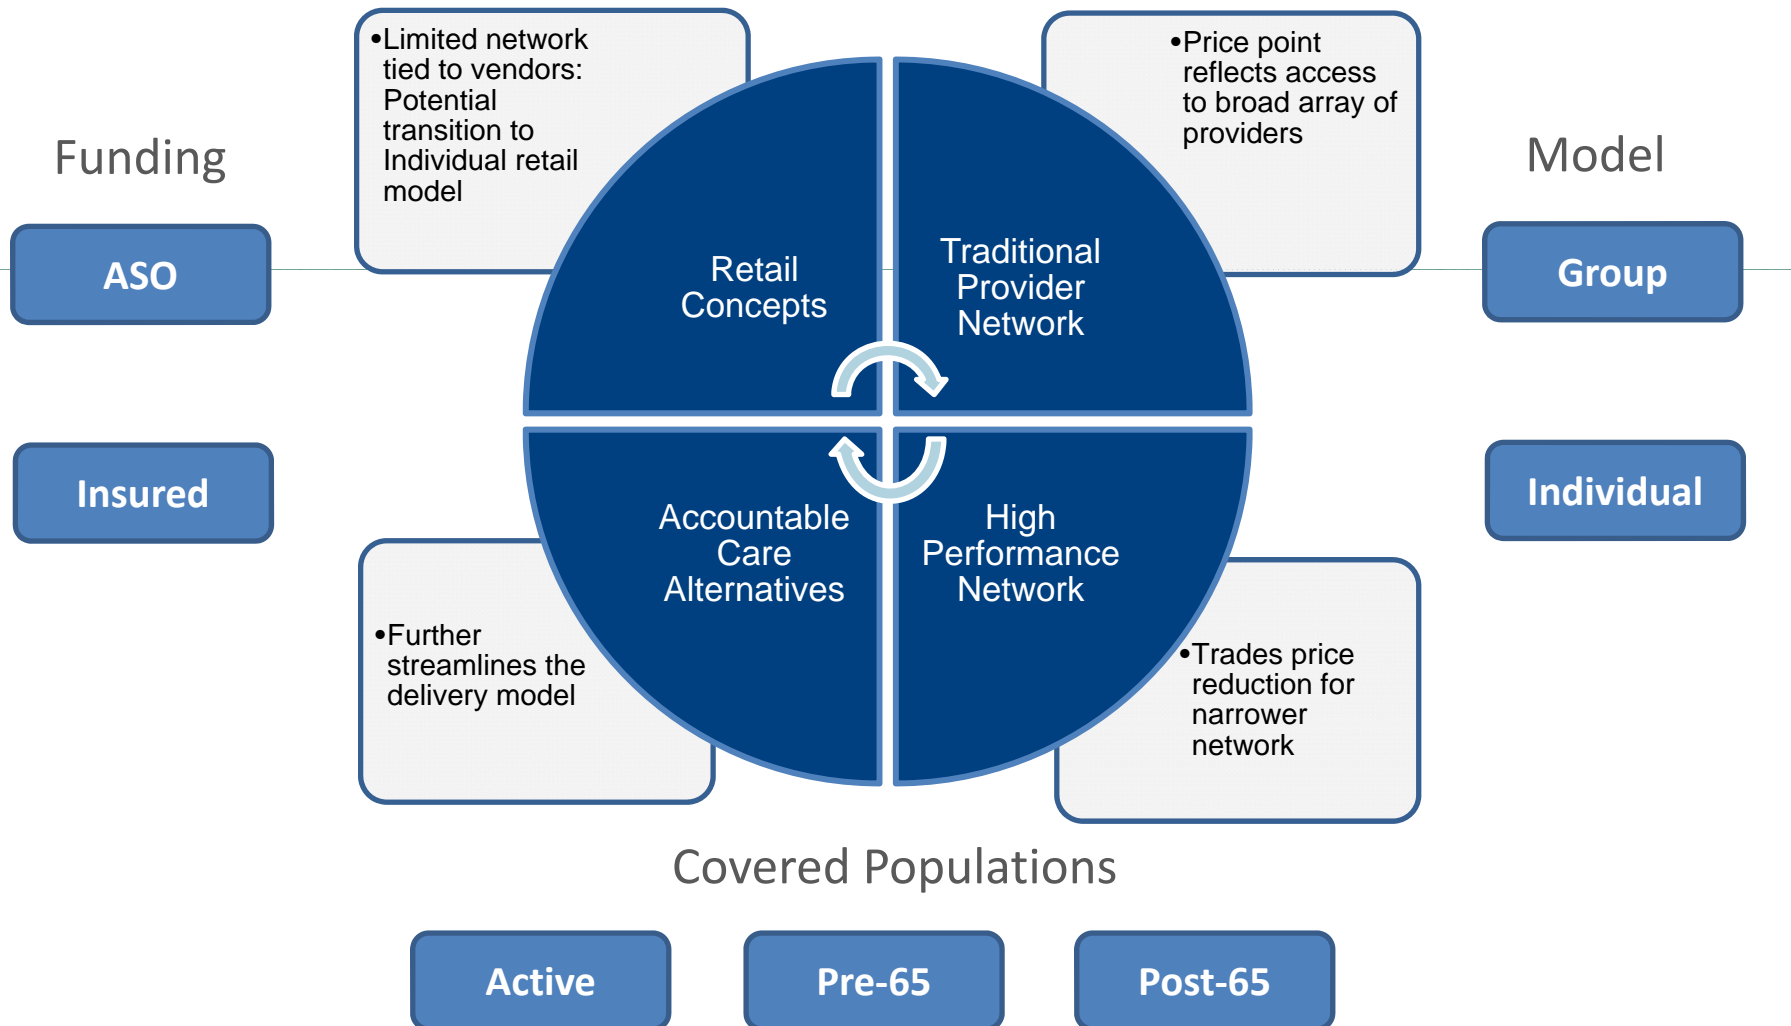 •Limited network
tied to vendors:
Potential
transition to
Individual retail
model
•Price point
reflects access
to broad array of
providers
Funding
Model
ASO
Group
Retail
Concepts
Traditional
Provider
Network
Insured
Individual
Accountable
Care
Alternatives
High
Performance
Network
•Further
streamlines the
delivery model
•Trades price
reduction for
narrower
network
Covered Populations
Active
Pre-65
Post-65